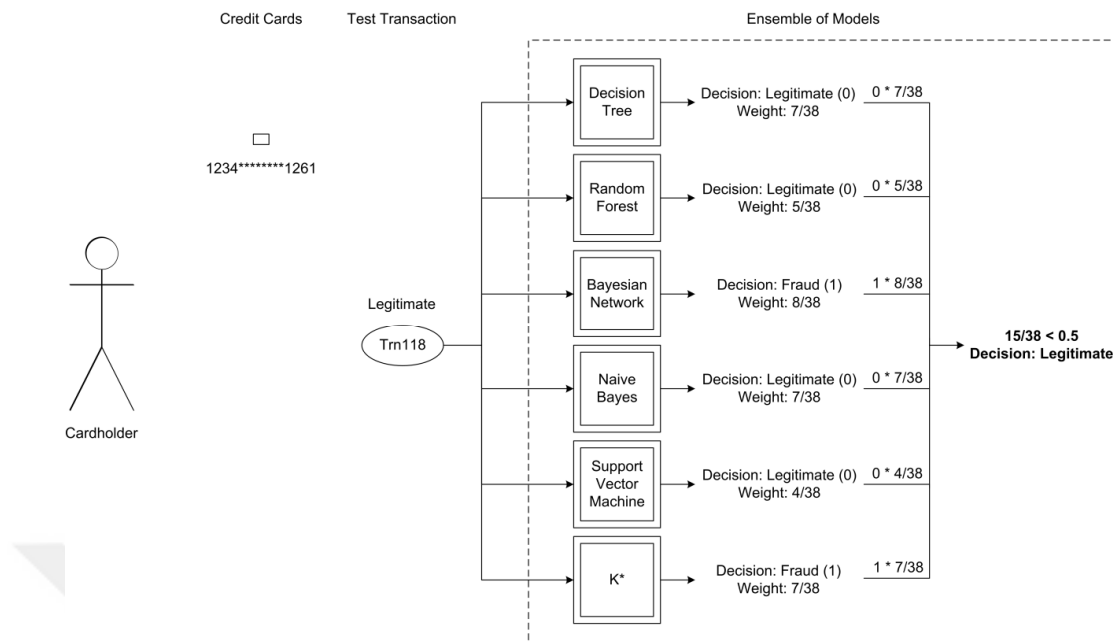 Credit Cards
Test Transaction
Ensemble of Models
1234********1261
Cardholder
Legitimate
Trn118
Decision
Tree
Decision: Legitimate (0)
Weight: 7/38
0 * 7/38
Random
Forest
Decision: Legitimate (0)
Weight: 5/38
0 * 5/38
Bayesian
Network
Decision: Fraud (1)
Weight: 8/38
1 * 8/38
Naive
Bayes
Decision: Legitimate (0)
Weight: 7/38
0 * 7/38
Support
Vector
Machine
Decision: Legitimate (0)
Weight: 4/38
0 * 4/38
K*
Decision: Fraud (1)
Weight: 7/38
1 * 7/38
15/38 < 0.5
Decision: Legitimate